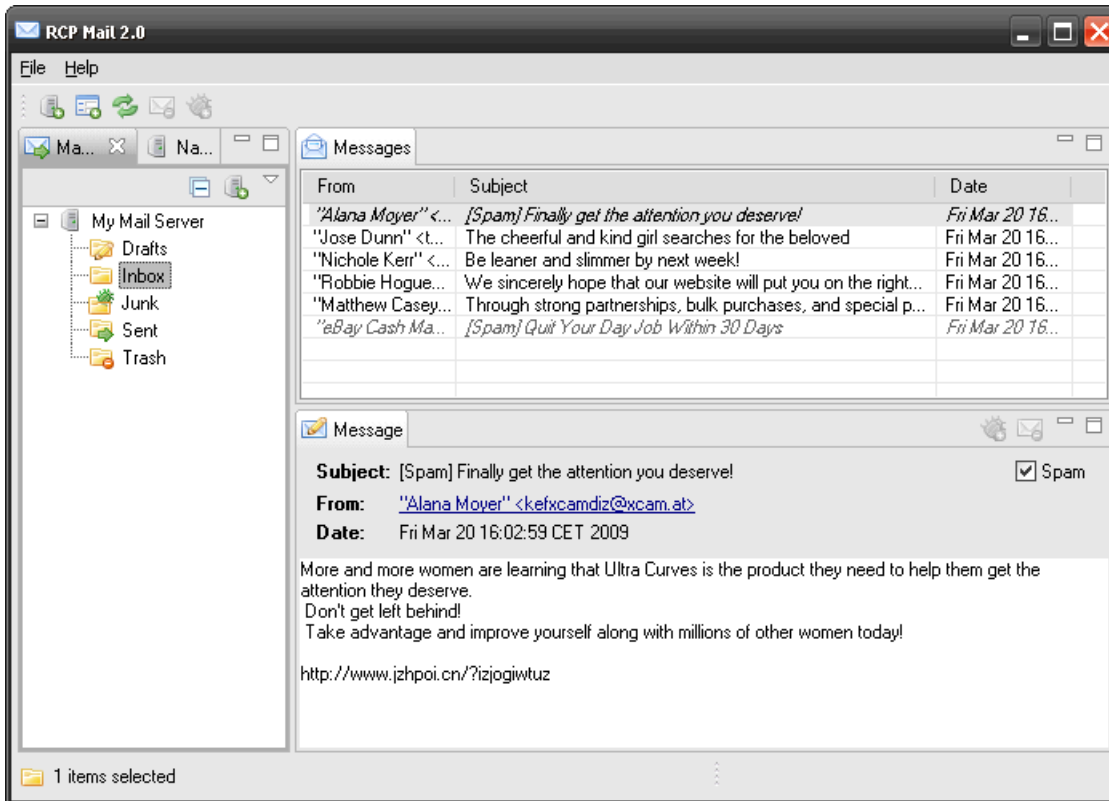 RCP Mail 2.0
File Help
Ma... Na...
My Mail Server
Drafts
Inbox
Junk
Sent
Trash
Messages
From Subject Date
"Alana Moyer" <... [Spam] Finally get the attention you deserve! Fri Mar 20 16...
"Jose Dunn" <t... The cheerful and kind girl searches for the beloved Fri Mar 20 16...
"Nichole Kerr" <... Be leaner and slimmer by next week! Fri Mar 20 16...
"Robbie Hogue... We sincerely hope that our website will put you on the right... Fri Mar 20 16...
"Matthew Casey... Through strong partnerships, bulk purchases, and special p... Fri Mar 20 16...
"eBay Cash Ma... [Spam] Quit Your Day Job Within 30 Days Fri Mar 20 16...
Message
Subject: [Spam] Finally get the attention you deserve! Spam
From: "Alana Moyer" <kefxcamdiz@xcam.at>
Date: Fri Mar 20 16:02:59 CET 2009
More and more women are learning that Ultra Curves is the product they need to help them get the
attention they deserve.
Don't get left behind!
Take advantage and improve yourself along with millions of other women today!
http://www.jzhpoi.cn/?izjogiwtuz
1 items selected